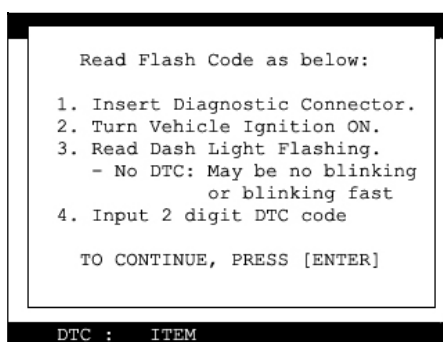 Read Flash Code as below:
1. Insert Diagnostic Connector.
2. Turn Vehicle Ignition ON.
3. Read Dash Light Flashing.
- No DTC: May be no blinking
or blinking fast
4. Input 2 digit DTC code
TO CONTINUE, PRESS [ENTER]
DTC : ITEM